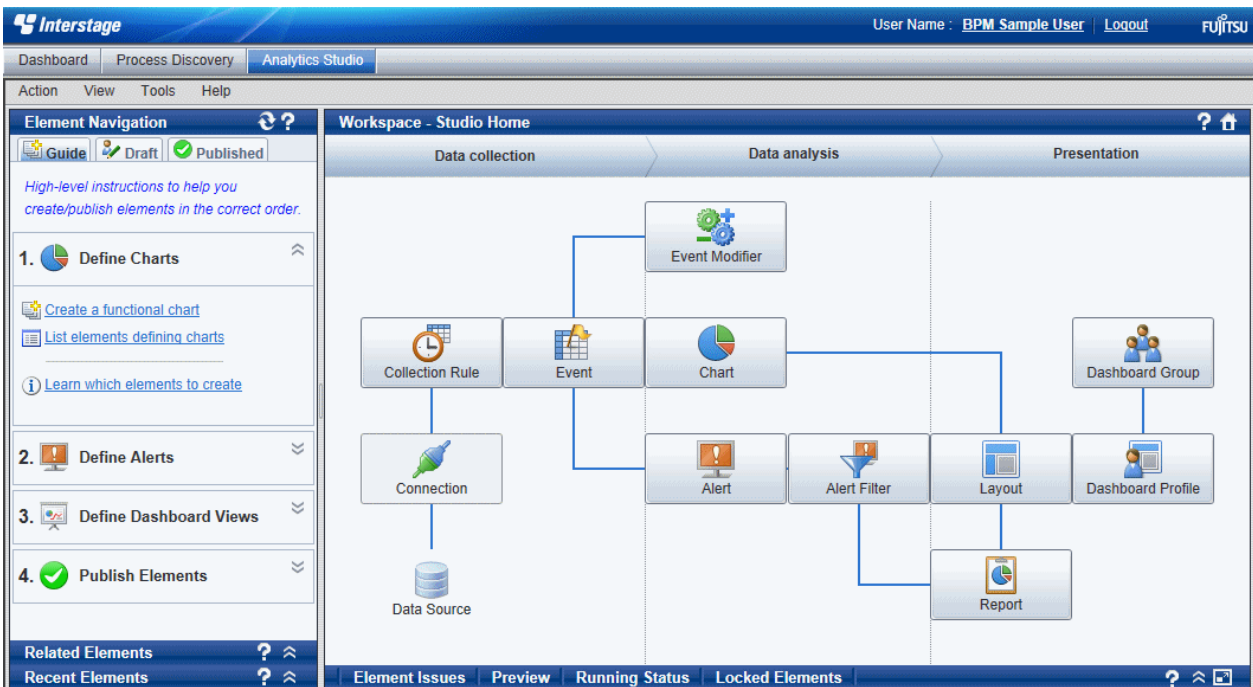 Interstage
User Name : BPM Sample User Logout
FUJITSU
Dashboard Process Discovery Analytics Studio
Action View Tools Help
Element Navigation
Guide Draft Published
High-level instructions to help you
create/publish elements in the correct order.
1. Define Charts
Create a functional chart
List elements defining charts
Learn which elements to create
2. Define Alerts
3. Define Dashboard Views
4. Publish Elements
Related Elements
Recent Elements
Workspace - Studio Home
Data collection Data analysis Presentation
Event Modifier
Collection Rule Event Chart Dashboard Group
Connection Alert Alert Filter Layout Dashboard Profile
Data Source Report
Element Issues Preview Running Status Locked Elements